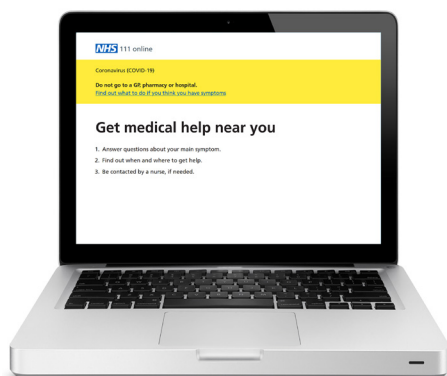 NHS 111 online
Coronavirus (COVID-19)
Do not go to a GP, pharmacy or hospital.
Find out what to do if you think you have symptoms
Get medical help near you
1. Answer questions about your main symptom.
2. Find out when and where to get help.
3. Be contacted by a nurse, if needed.